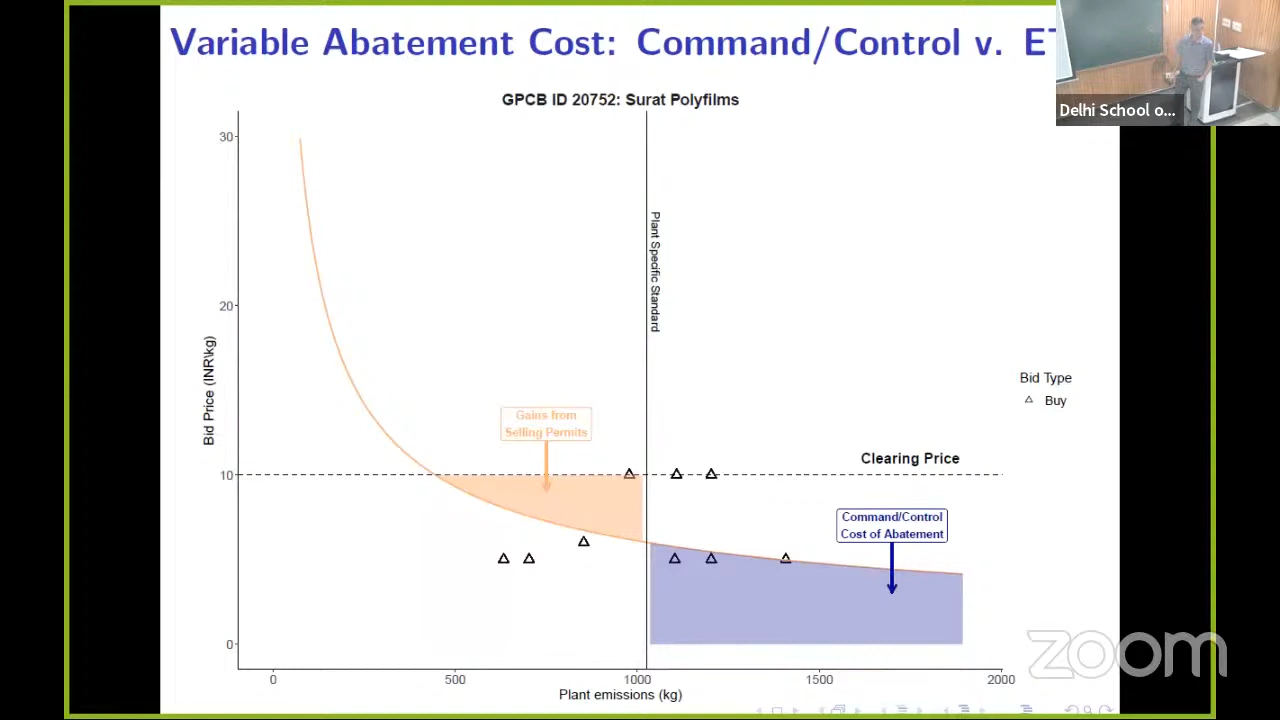 Variable Abatement Cost: Command/Control v. ET
Delhi School o...
GPCB ID 20752: Surat Polyfilms
30
20
10
0
Bid Price (INR\kg)
Plant Specific Standard
Gains from
Selling Permits
Clearing Price
Command/Control
Cost of Abatement
Bid Type
Buy
0
500
1000
1500
2000
Plant emissions (kg)
zoom